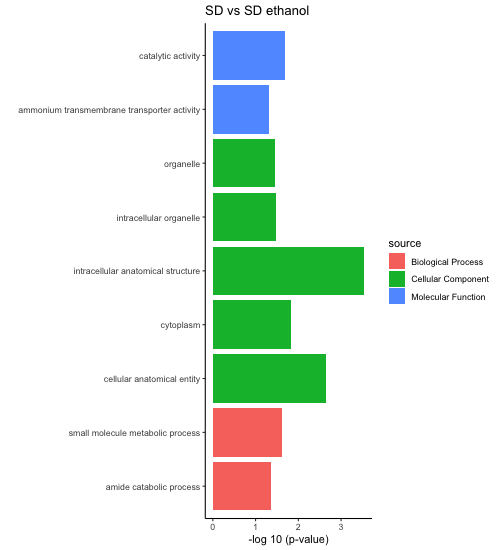 SD vs SD ethanol
catalytic activity
ammonium transmembrane transporter activity
organelle
intracellular organelle
intracellular anatomical structure
cytoplasm
cellular anatomical entity
small molecule metabolic process
amide catabolic process
0 1 2 3
-log 10 (p-value)
source
Biological Process
Cellular Component
Molecular Function